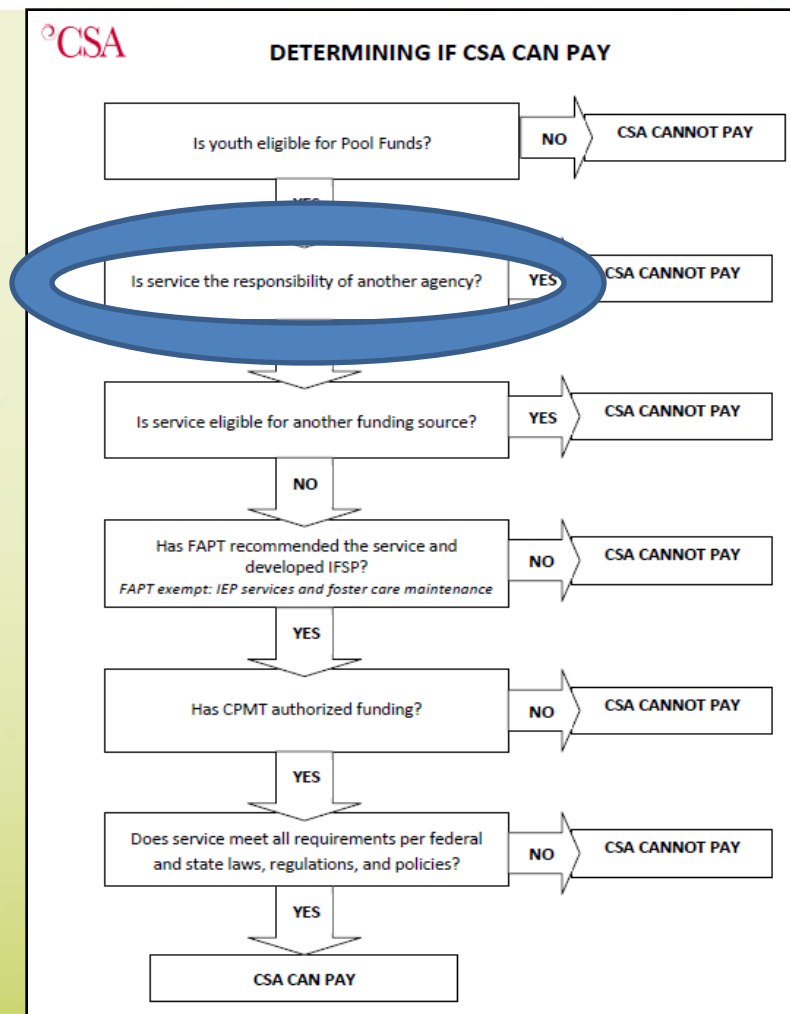 CSA
DETERMINING IF CSA CAN PAY
Is youth eligible for Pool Funds?
NO
CSA CANNOT PAY
YES
Is service the responsibility of another agency?
YES
CSA CANNOT PAY
Is service eligible for another funding source?
YES
CSA CANNOT PAY
NO
Has FAPT recommended the service and
developed IFSP?
FAPT exempt: IEP services and foster care maintenance
NO
CSA CANNOT PAY
YES
Has CPMT authorized funding?
NO
CSA CANNOT PAY
YES
Does service meet all requirements per federal
and state laws, regulations, and policies?
NO
CSA CANNOT PAY
YES
CSA CAN PAY